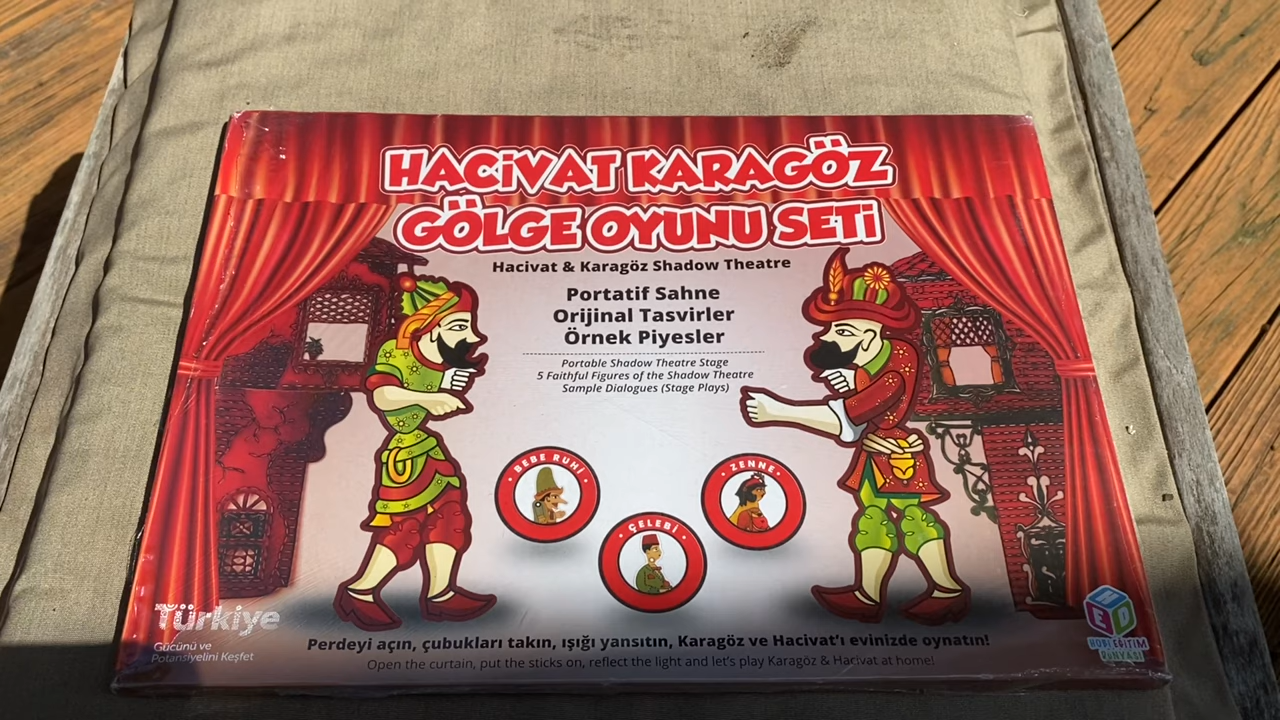 HACİVAT KARAGÖZ
GÖLGE OYUNU SETİ
Hacivat & Karagöz Shadow Theatre
Portatif Sahne
Orijinal Tasvirler
Örnek Piyesler
Portable Shadow Theatre Stage
5 Faithful Figures of the Shadow Theatre
Sample Dialogues (Stage Plays)
BEBE RUHİ
ÇELEBİ
ZENNE
Türkiye
Gücünü ve
Potansiyelini Keşfet
HED
HOBİ EĞİTİM
DÜNYASI
Perdeyi açın, çubukları takın, ışığı yansıtın, Karagöz ve Hacivat'ı evinizde oynatın!
Open the curtain, put the sticks on, reflect the light and let's play Karagöz & Hacivat at home!